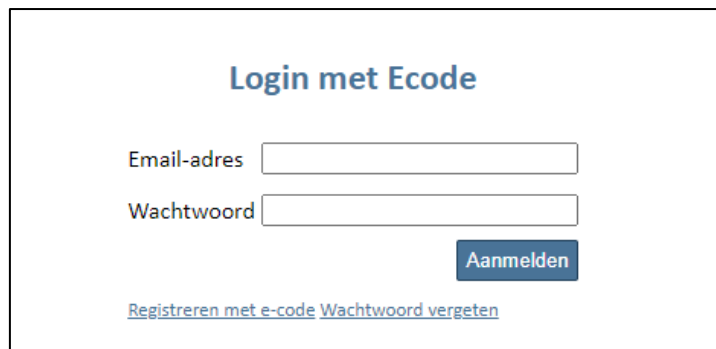 Login met Ecode
Email-adres
Wachtwoord
Aanmelden
Registreren met e-code Wachtwoord vergeten